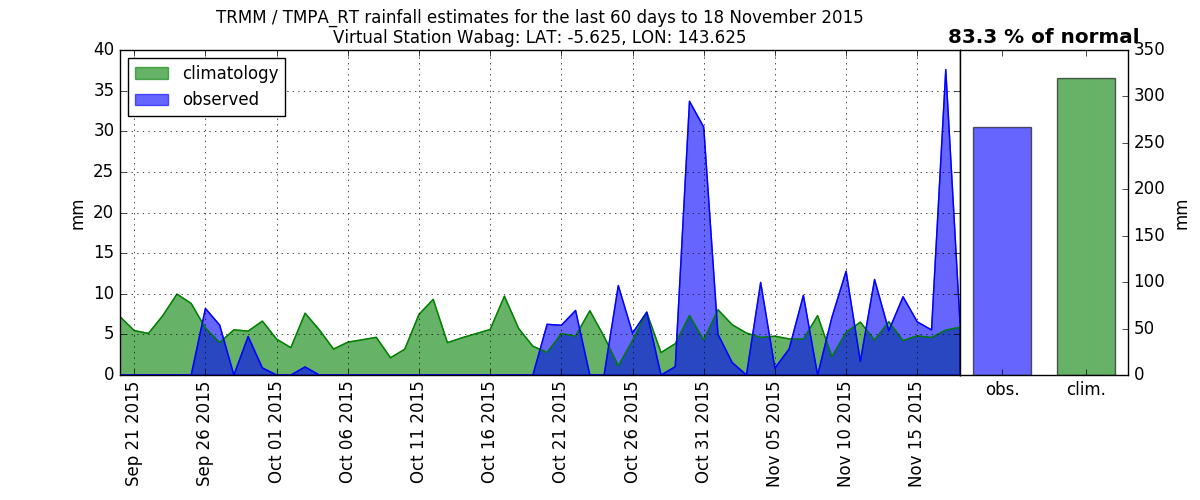 TRMM / TMPA_RT rainfall estimates for the last 60 days to 18 November 2015
Virtual Station Wabag: LAT: -5.625, LON: 143.625
83.3 % of normal
climatology
observed
40
35
30
25
20
15
10
5
0
mm
Sep 21 2015
Sep 26 2015
Oct 01 2015
Oct 06 2015
Oct 11 2015
Oct 16 2015
Oct 21 2015
Oct 26 2015
Oct 31 2015
Nov 05 2015
Nov 10 2015
Nov 15 2015
obs.
clim.
350
300
250
200
150
100
50
0
mm